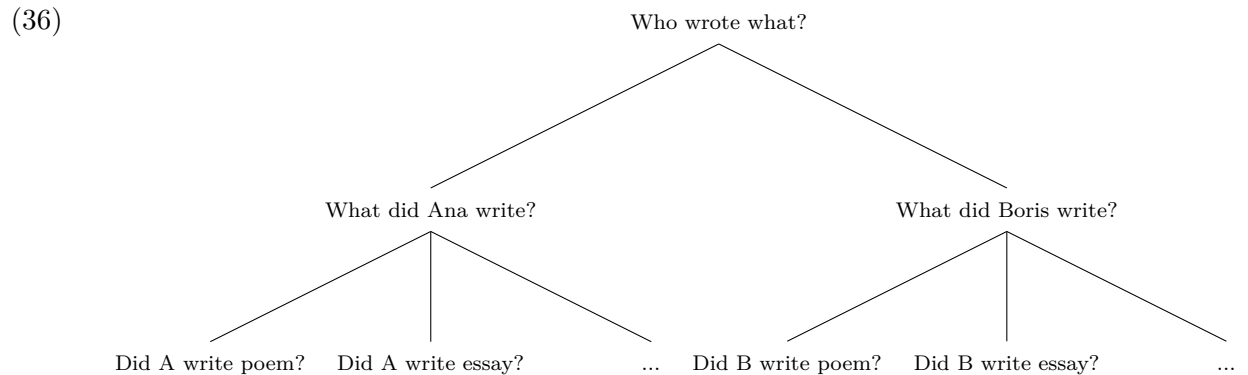 (36)
Who wrote what?
What did Ana write? What did Boris write?
Did A write poem? Did A write essay? ... Did B write poem? Did B write essay? ...